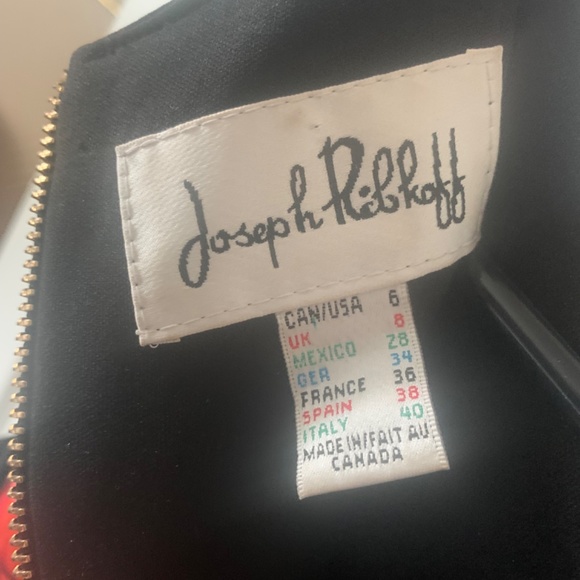 Joseph Ribkoff
CAN/USA 6
UK 8
MEXICO 28
GER 34
FRANCE 36
SPAIN 38
ITALY 40
MADE IN/FAIT AU
CANADA